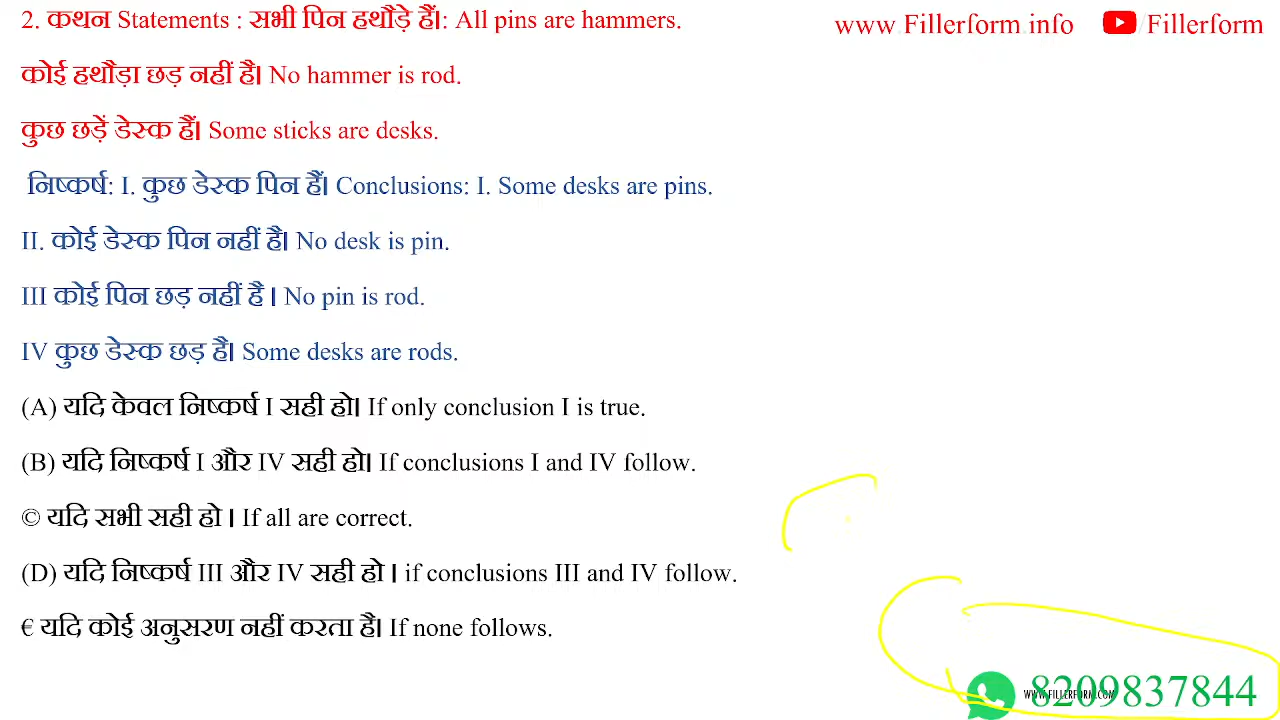 2. कथन Statements : सभी पिन हथौड़े हैं।: All pins are hammers.
www.Fillerform.info /Fillerform
कोई हथौड़ा छड़ नहीं है। No hammer is rod.
कुछ छड़ें डेस्क हैं। Some sticks are desks.
निष्कर्ष: I. कुछ डेस्क पिन हैं। Conclusions: I. Some desks are pins.
II. कोई डेस्क पिन नहीं है। No desk is pin.
III कोई पिन छड़ नहीं है । No pin is rod.
IV कुछ डेस्क छड़ है। Some desks are rods.
(A) यदि केवल निष्कर्ष I सही हो। If only conclusion I is true.
(B) यदि निष्कर्ष I और IV सही हो। If conclusions I and IV follow.
© यदि सभी सही हो । If all are correct.
(D) यदि निष्कर्ष III और IV सही हो । if conclusions III and IV follow.
€ यदि कोई अनुसरण नहीं करता है। If none follows.
WWW.FILLERFORM.COM
8209837844